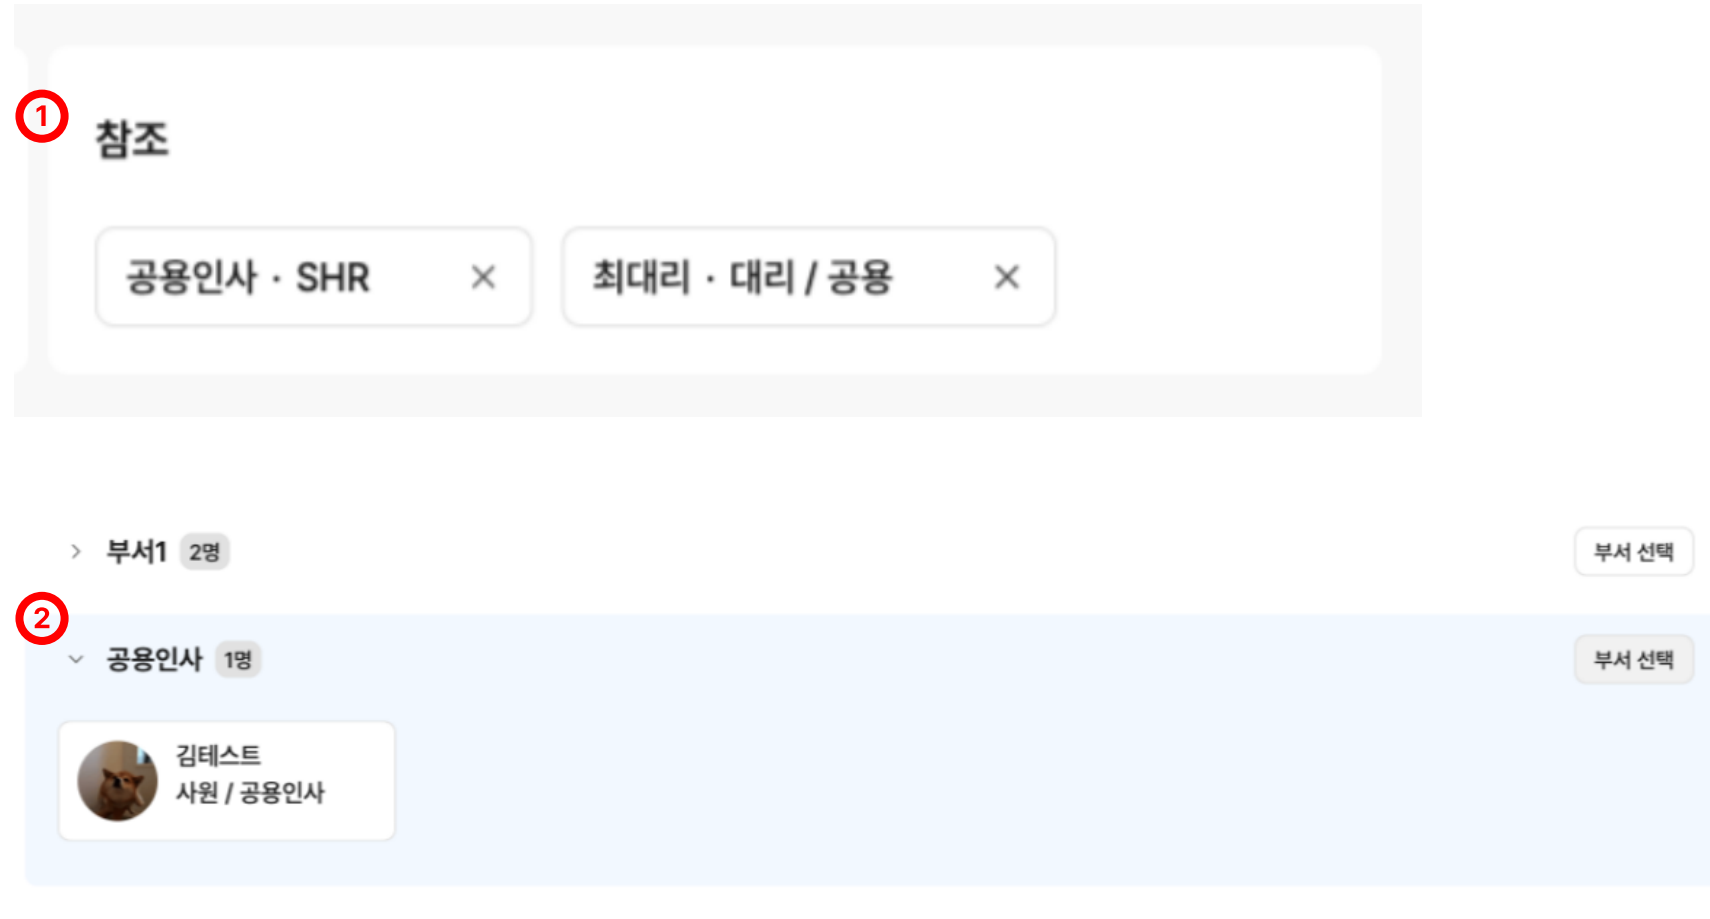 1
참조
공용인사 · SHR
최대리 · 대리 / 공용
부서1 2명 부서 선택
2
공용인사 1명 부서 선택
김테스트
사원 / 공용인사